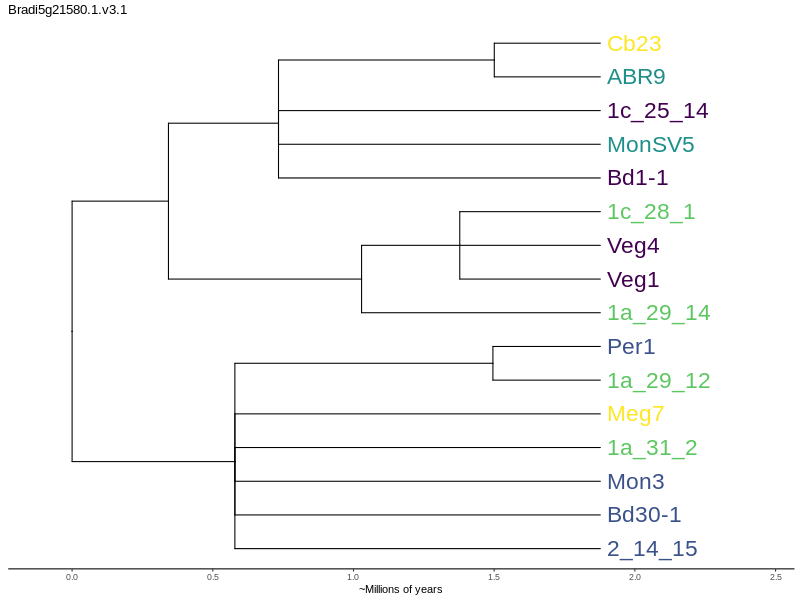 Bradi5g21580.1.v3.1
Cb23
ABR9
1c_25_14
MonSV5
Bd1-1
1c_28_1
Veg4
Veg1
1a_29_14
Per1
1a_29_12
Meg7
1a_31_2
Mon3
Bd30-1
2_14_15
0.0 0.5 1.0 1.5 2.0 2.5
~Millions of years